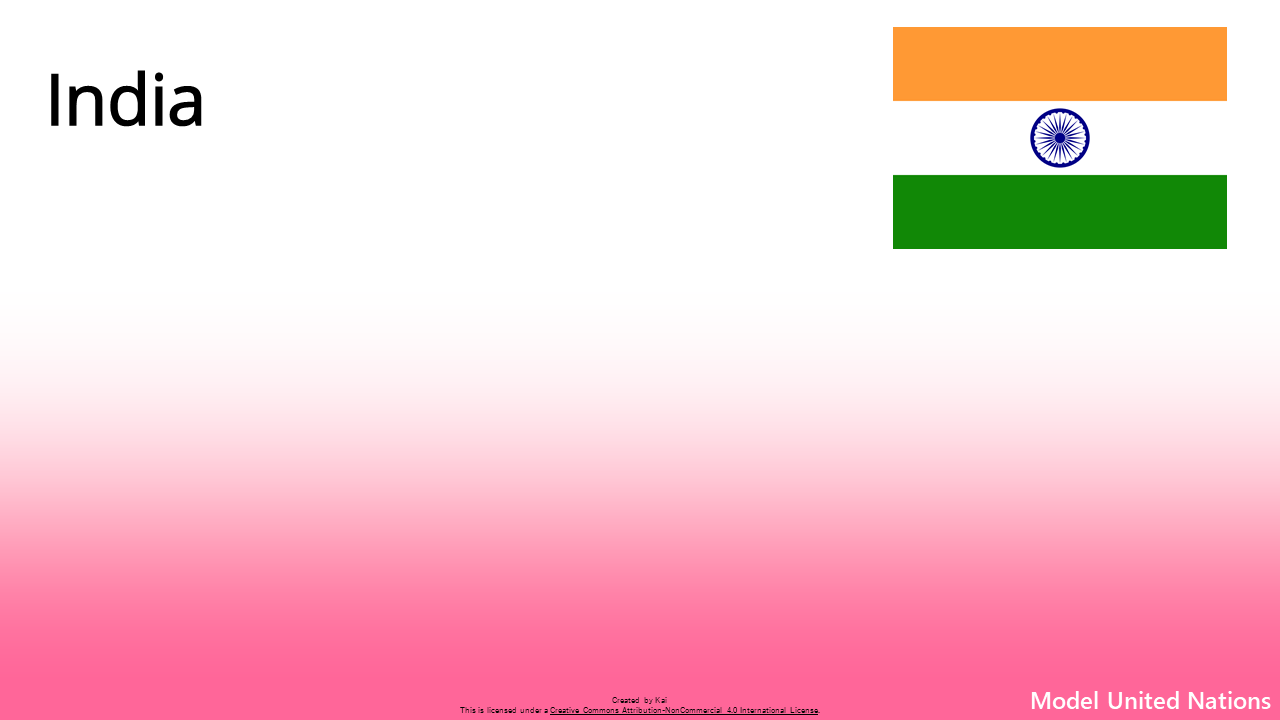 India
Created by Kai
This is licensed under a Creative Commons Attribution-NonCommercial 4.0 International License.
Model United Nations